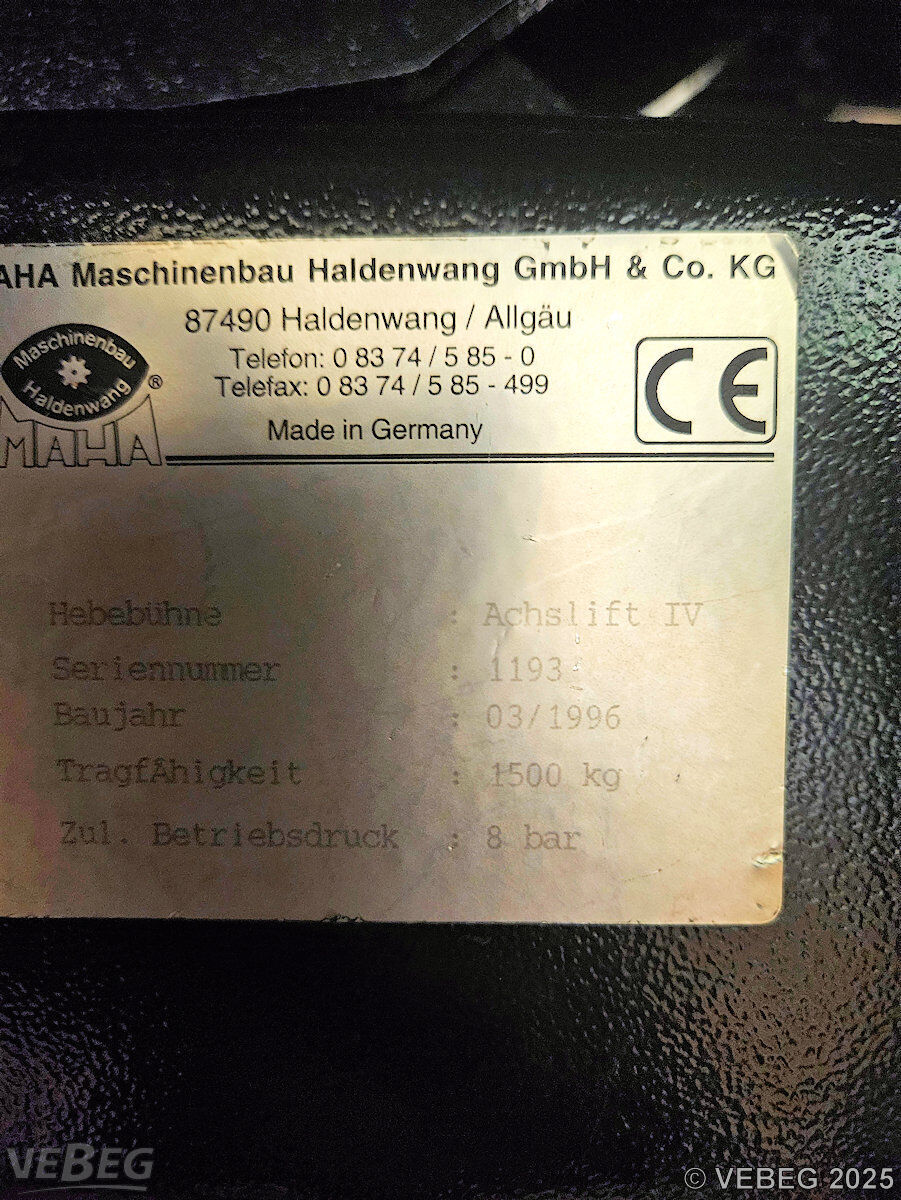 AHA Maschinenbau Haldenwang GmbH & Co. KG
87490 Haldenwang / Allgäu
Telefon: 0 83 74 / 5 85 - 0
Telefax: 0 83 74 / 5 85 - 499
Made in Germany
Maschinenbau
Haldenwang
®
MAHA
CE
Hebebühne : Achslift IV
Seriennummer : 1193
Baujahr : 03/1996
TragfÄhigkeit : 1500 kg
Zul. Betriebsdruck : 8 bar
VEBEG
© VEBEG 2025